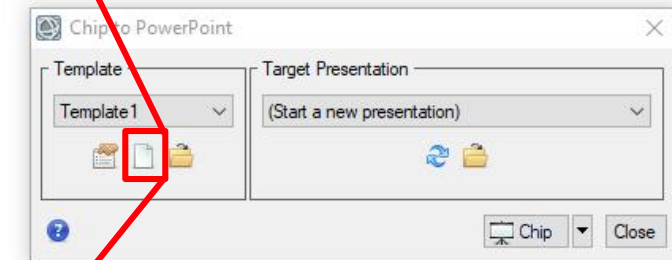 Chip to PowerPoint
Template
Target Presentation
Template1
(Start a new presentation)
Chip
Close